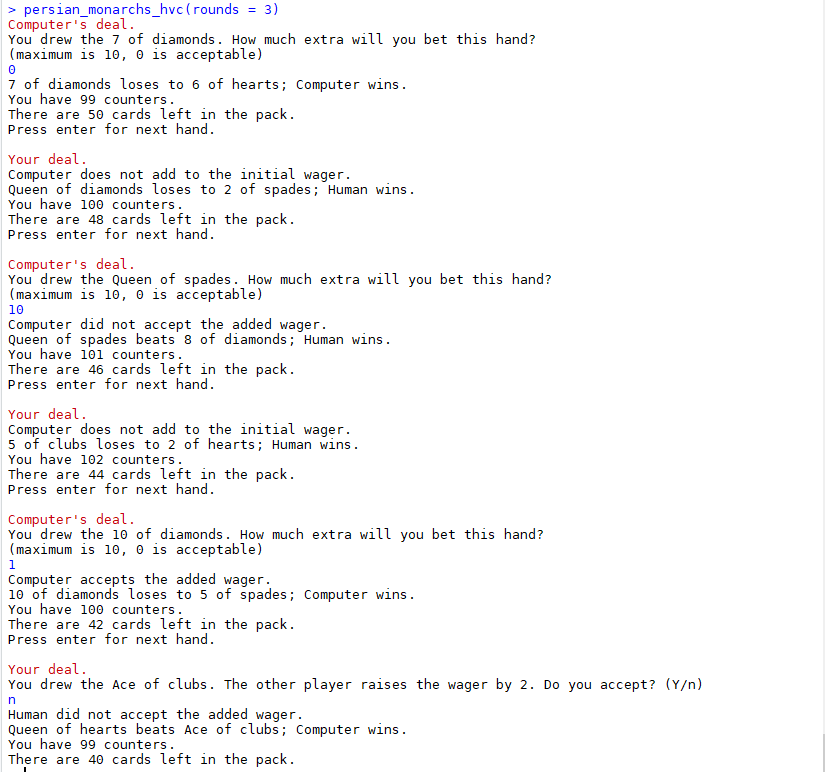 > persian_monarchs_hvc(rounds = 3)
Computer's deal.
You drew the 7 of diamonds. How much extra will you bet this hand?
(maximum is 10, 0 is acceptable)
0
7 of diamonds loses to 6 of hearts; Computer wins.
You have 99 counters.
There are 50 cards left in the pack.
Press enter for next hand.
Your deal.
Computer does not add to the initial wager.
Queen of diamonds loses to 2 of spades; Human wins.
You have 100 counters.
There are 48 cards left in the pack.
Press enter for next hand.
Computer's deal.
You drew the Queen of spades. How much extra will you bet this hand?
(maximum is 10, 0 is acceptable)
10
Computer did not accept the added wager.
Queen of spades beats 8 of diamonds; Human wins.
You have 101 counters.
There are 46 cards left in the pack.
Press enter for next hand.
Your deal.
Computer does not add to the initial wager.
5 of clubs loses to 2 of hearts; Human wins.
You have 102 counters.
There are 44 cards left in the pack.
Press enter for next hand.
Computer's deal.
You drew the 10 of diamonds. How much extra will you bet this hand?
(maximum is 10, 0 is acceptable)
1
Computer accepts the added wager.
10 of diamonds loses to 5 of spades; Computer wins.
You have 100 counters.
There are 42 cards left in the pack.
Press enter for next hand.
Your deal.
You drew the Ace of clubs. The other player raises the wager by 2. Do you accept? (Y/n)
n
Human did not accept the added wager.
Queen of hearts beats Ace of clubs; Computer wins.
You have 99 counters.
There are 40 cards left in the pack.